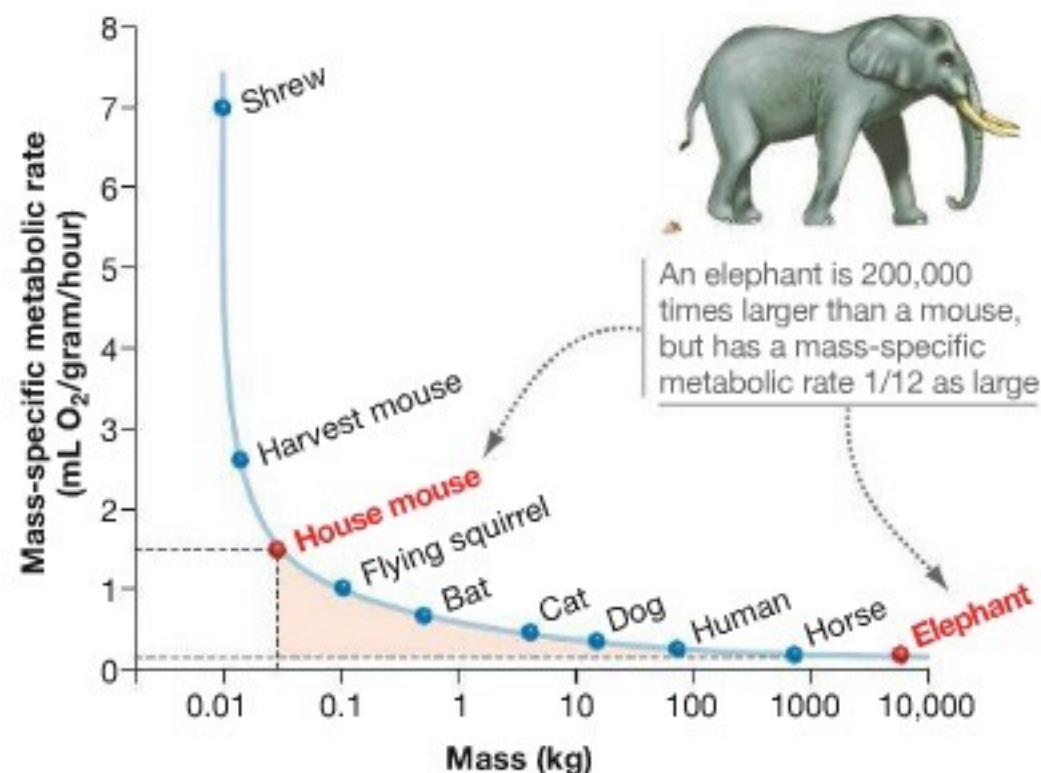 Mass-specific metabolic rate
(mL O₂/gram/hour)
8
7
6
5
4
3
2
1
0
Shrew
Harvest mouse
House mouse
Flying squirrel
Bat
Cat
Dog
Human
Horse
Elephant
An elephant is 200,000
times larger than a mouse,
but has a mass-specific
metabolic rate 1/12 as large
0.01 0.1 1 10 100 1000 10,000
Mass (kg)